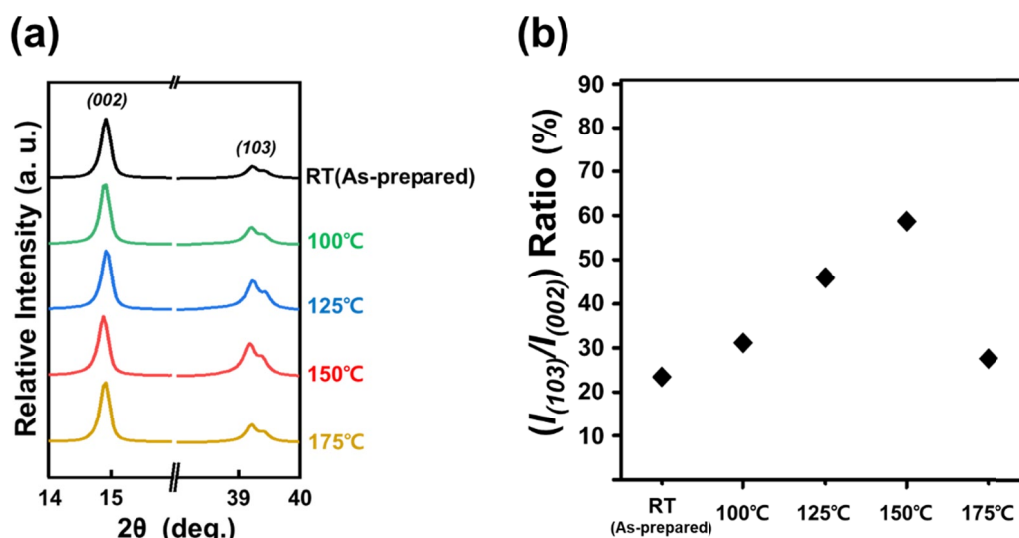 (a)
Relative Intensity (a. u.)
(002)
(103)
RT(As-prepared)
100℃
125℃
150℃
175℃
14
15
39
40
2θ (deg.)
(b)
(I(103)/I(002)) Ratio (%)
90
80
70
60
50
40
30
20
10
RT
(As-prepared)
100℃
125℃
150℃
175℃